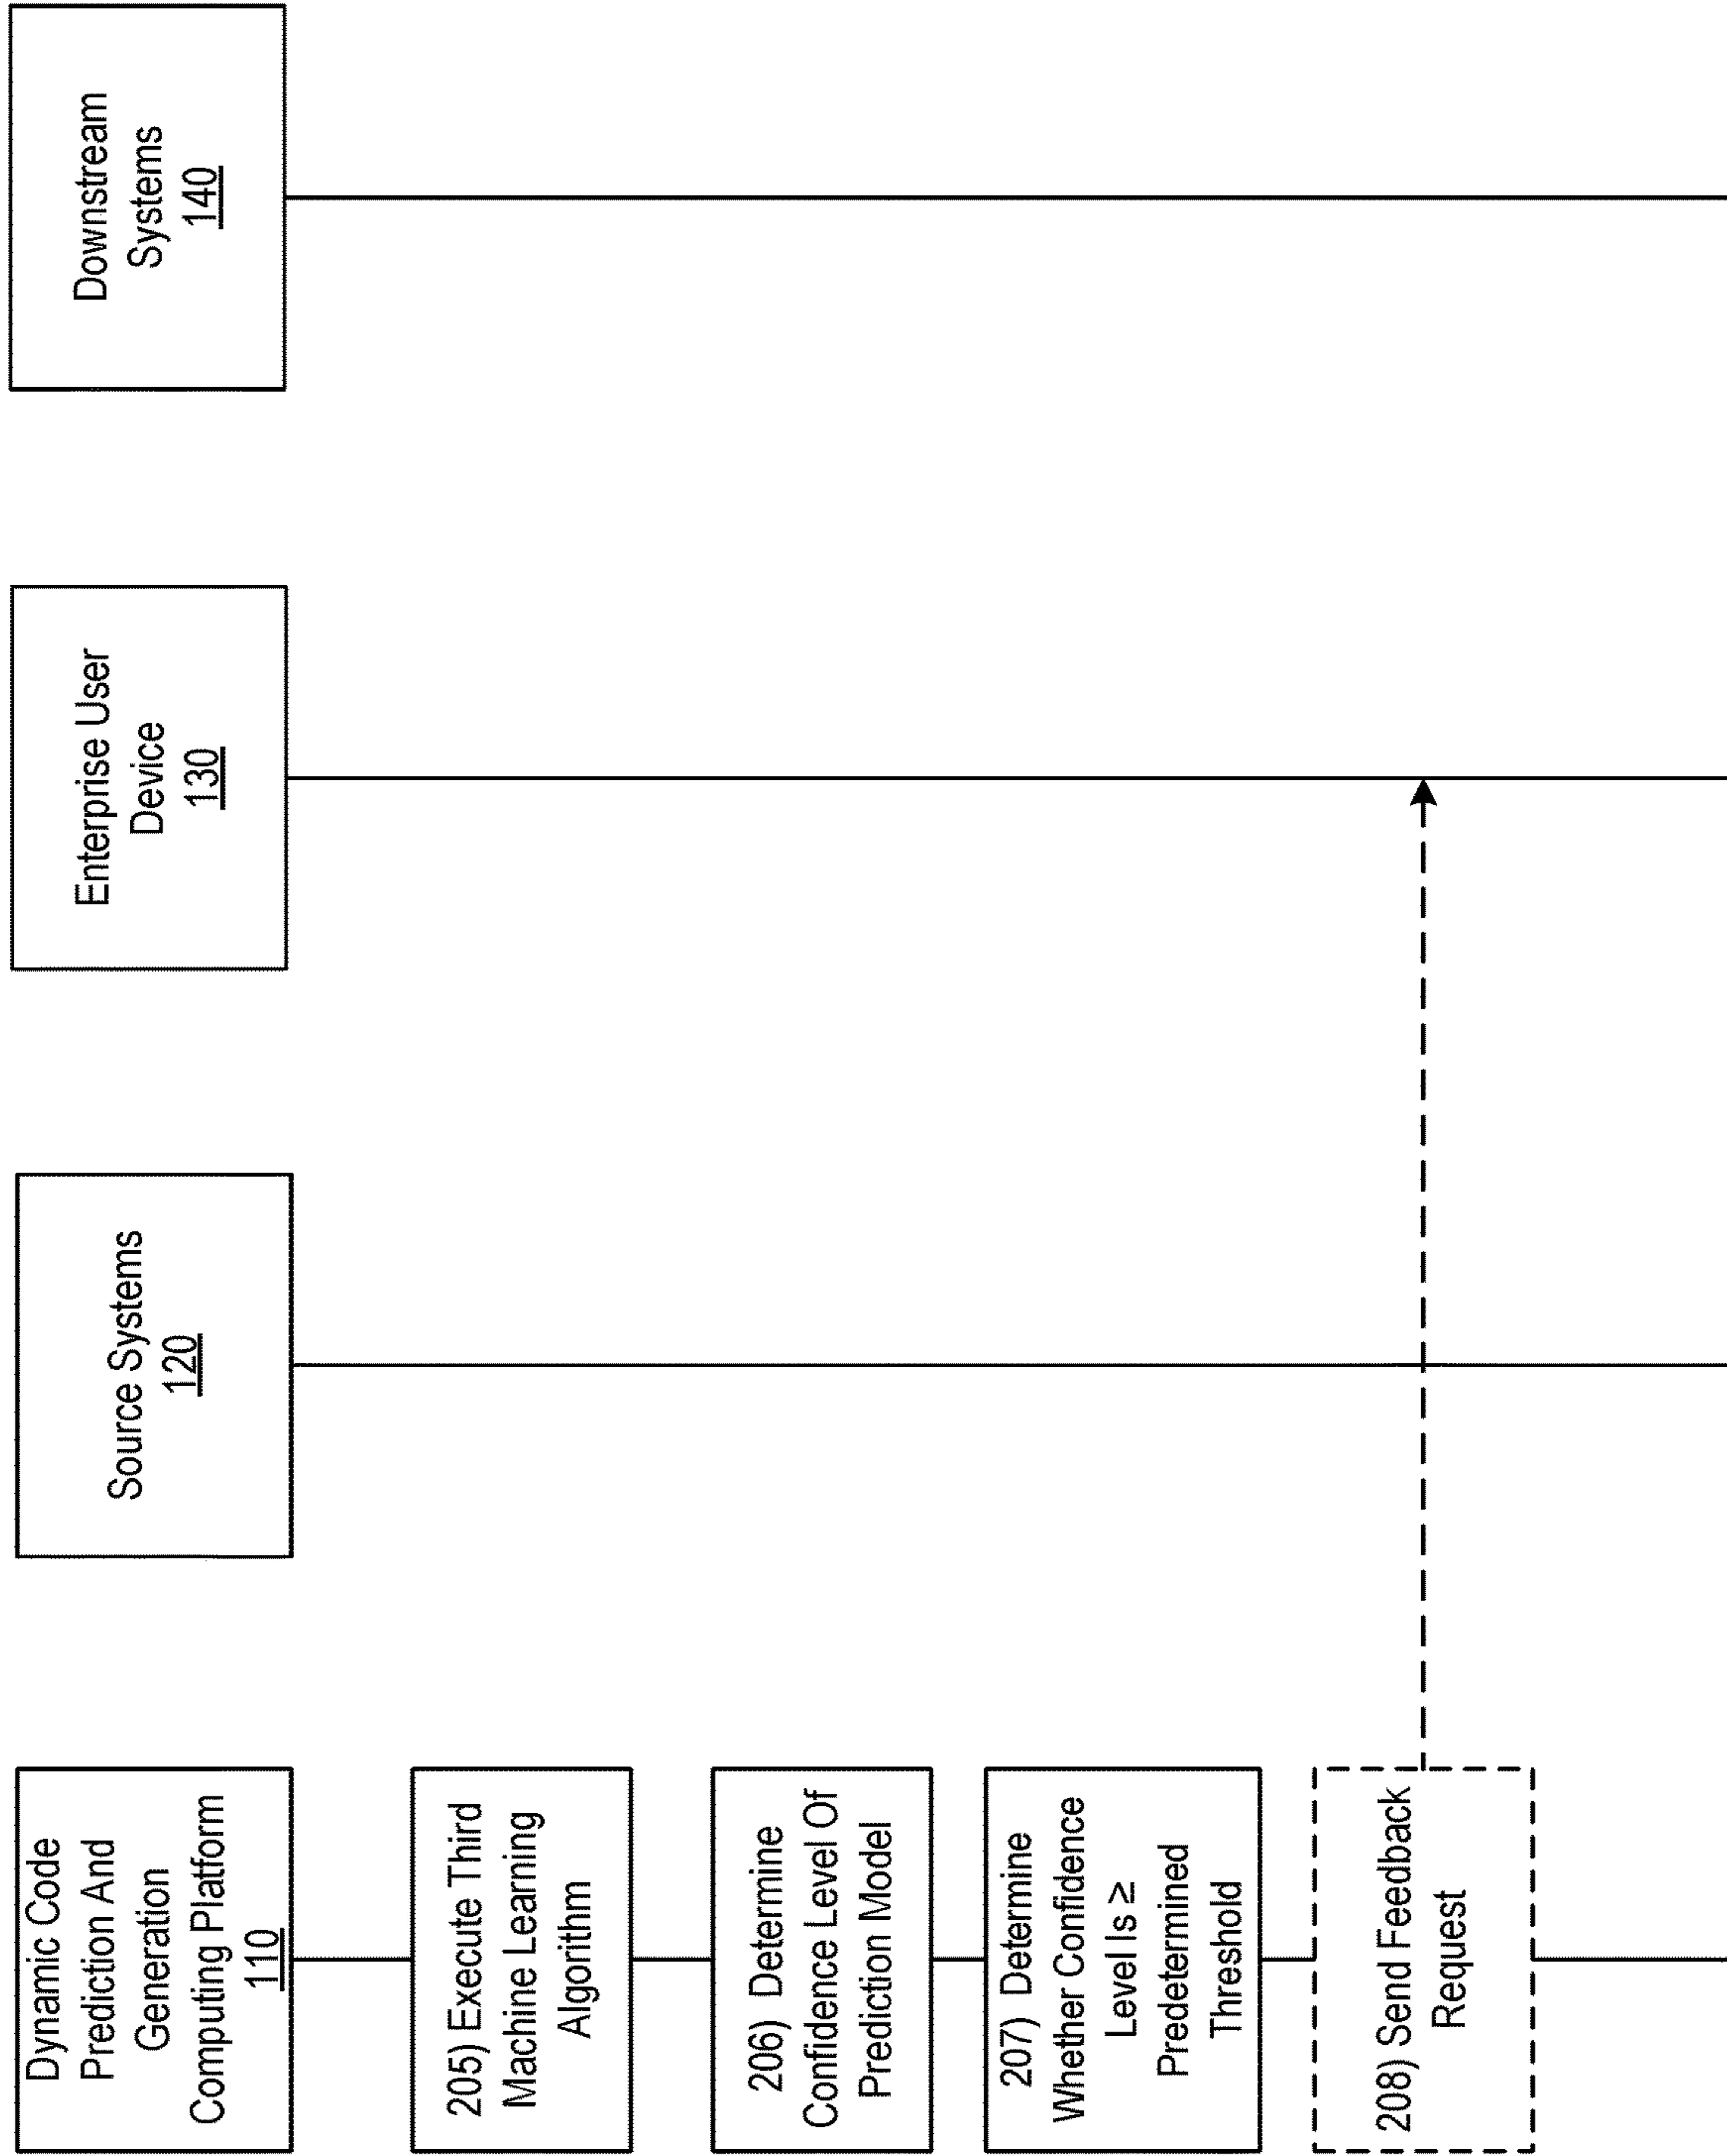 Dynamic Code
Prediction And
Generation
Computing Platform
110
Source Systems
120
Enterprise User
Device
130
Downstream
Systems
140
205) Execute Third
Machine Learning
Algorithm
206) Determine
Confidence Level Of
Prediction Model
207) Determine
Whether Confidence
Level Is ≥
Predetermined
Threshold
208) Send Feedback
Request